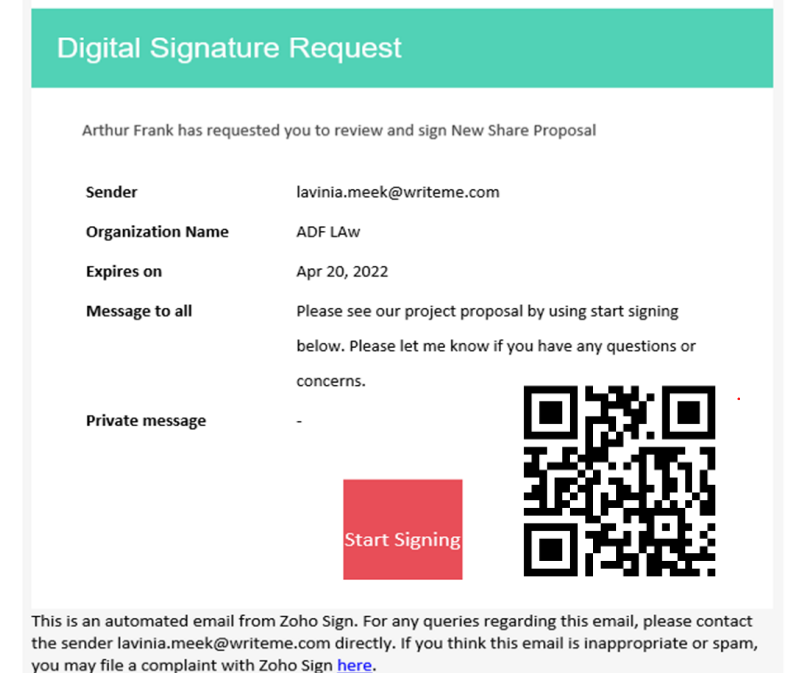 Digital Signature Request
Arthur Frank has requested you to review and sign New Share Proposal
Sender lavinia.meek@writeme.com
Organization Name ADF LAw
Expires on Apr 20, 2022
Message to all Please see our project proposal by using start signing
below. Please let me know if you have any questions or
concerns.
Private message -
Start Signing
This is an automated email from Zoho Sign. For any queries regarding this email, please contact
the sender lavinia.meek@writeme.com directly. If you think this email is inappropriate or spam,
you may file a complaint with Zoho Sign here.